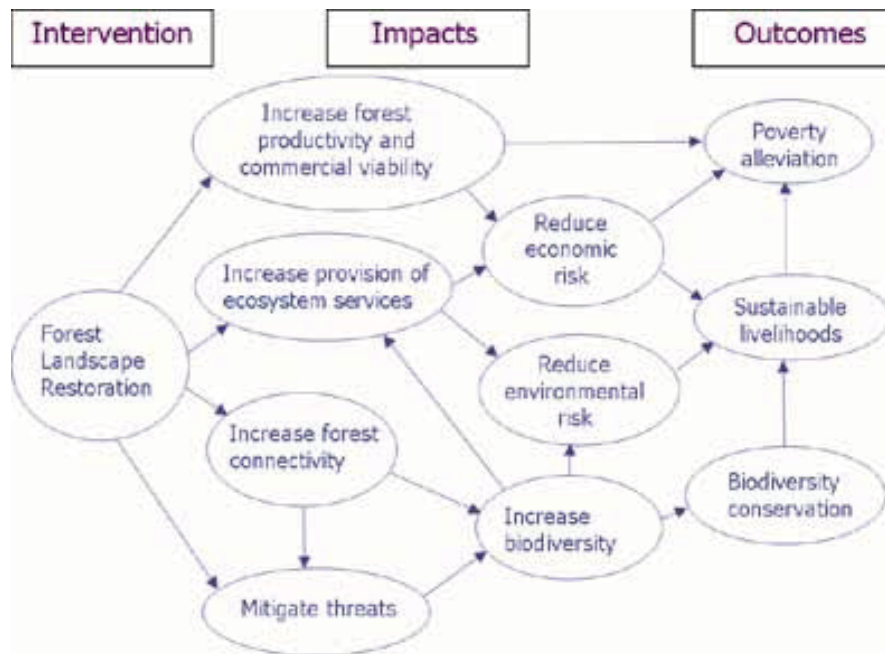 Intervention
Impacts
Outcomes
Increase forest
productivity and
commercial viability
Poverty
alleviation
Reduce
economic
risk
Increase provision of
ecosystem services
Sustainable
livelihoods
Forest
Landscape
Restoration
Reduce
environmental
risk
Increase forest
connectivity
Biodiversity
conservation
Increase
biodiversity
Mitigate threats